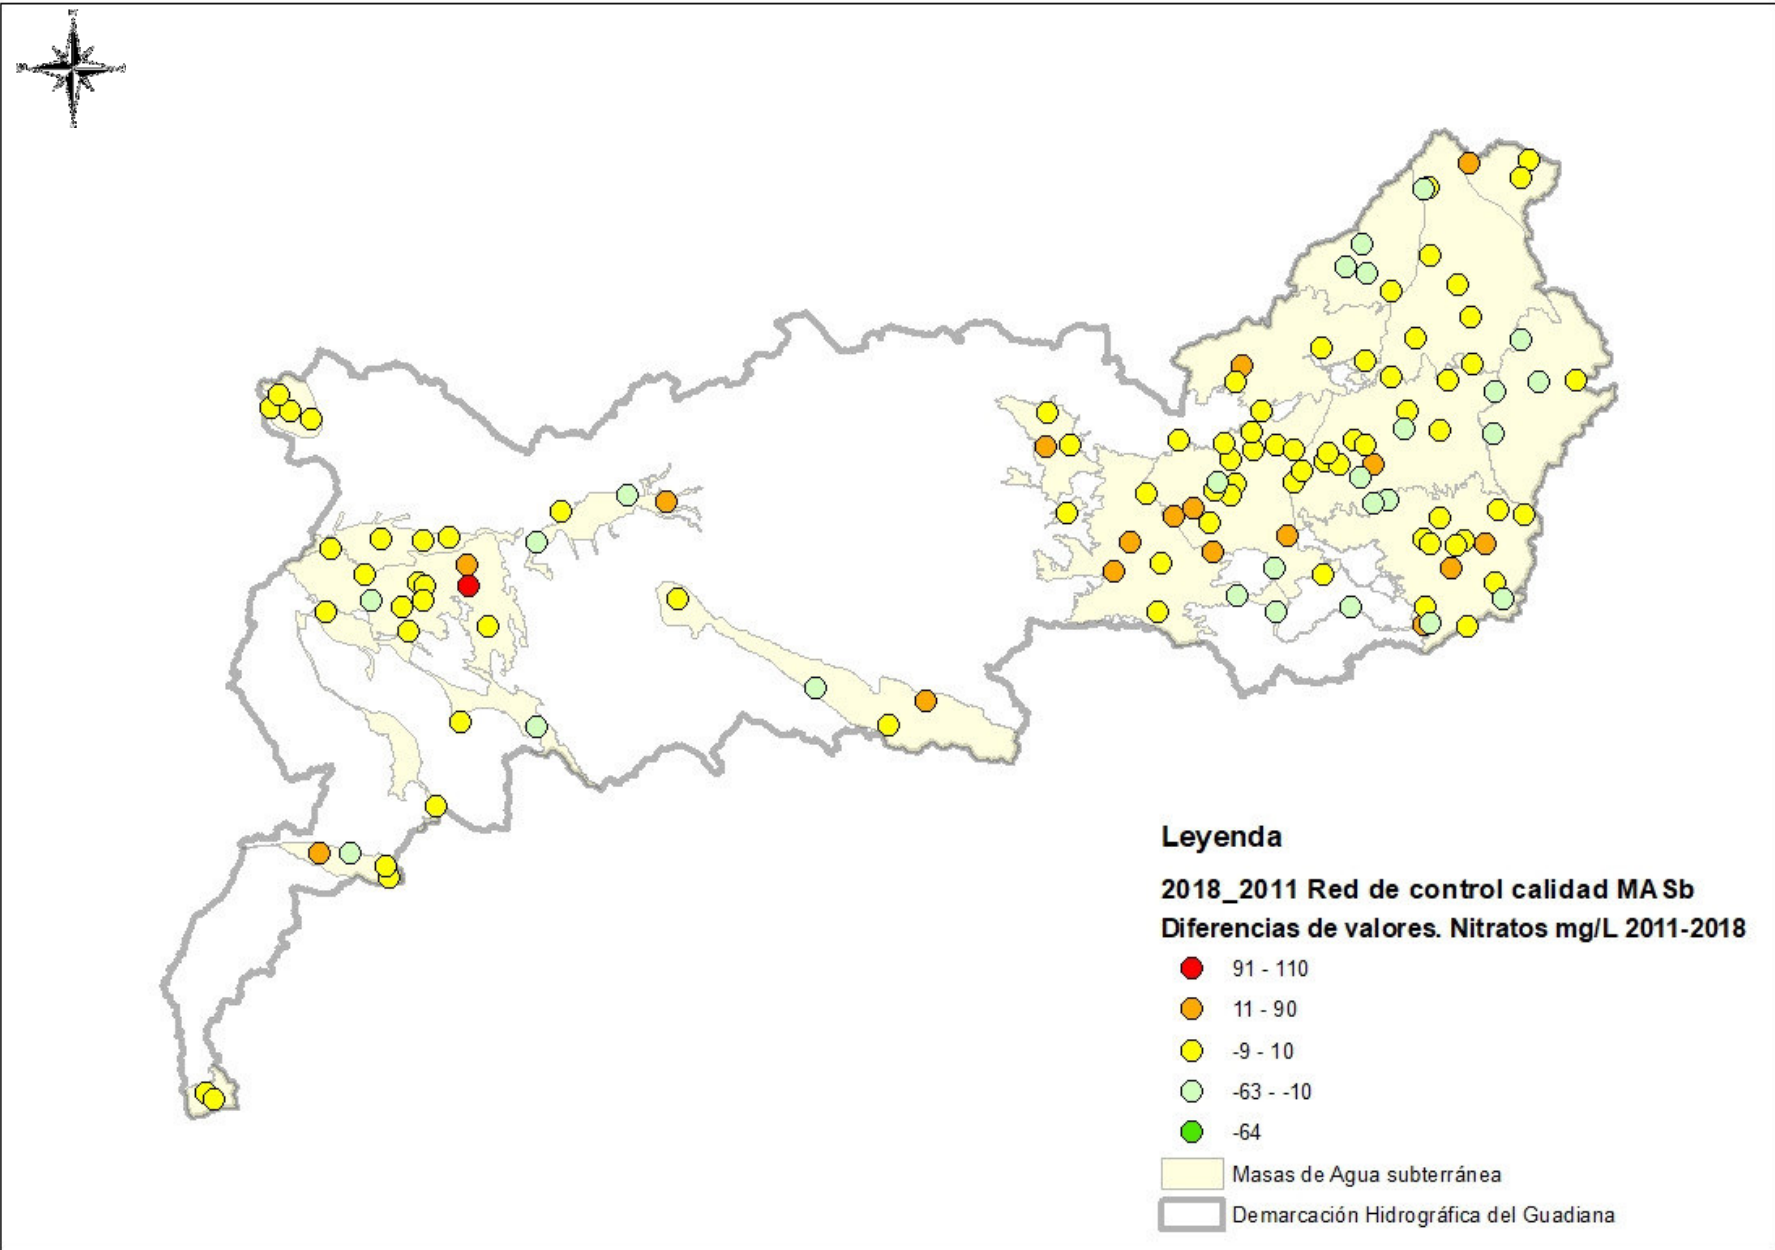 Leyenda
2018_2011 Red de control calidad MASb
Diferencias de valores. Nitratos mg/L 2011-2018
91 - 110
11 - 90
-9 - 10
-63 - -10
-64
Masas de Agua subterránea
Demarcación Hidrográfica del Guadiana